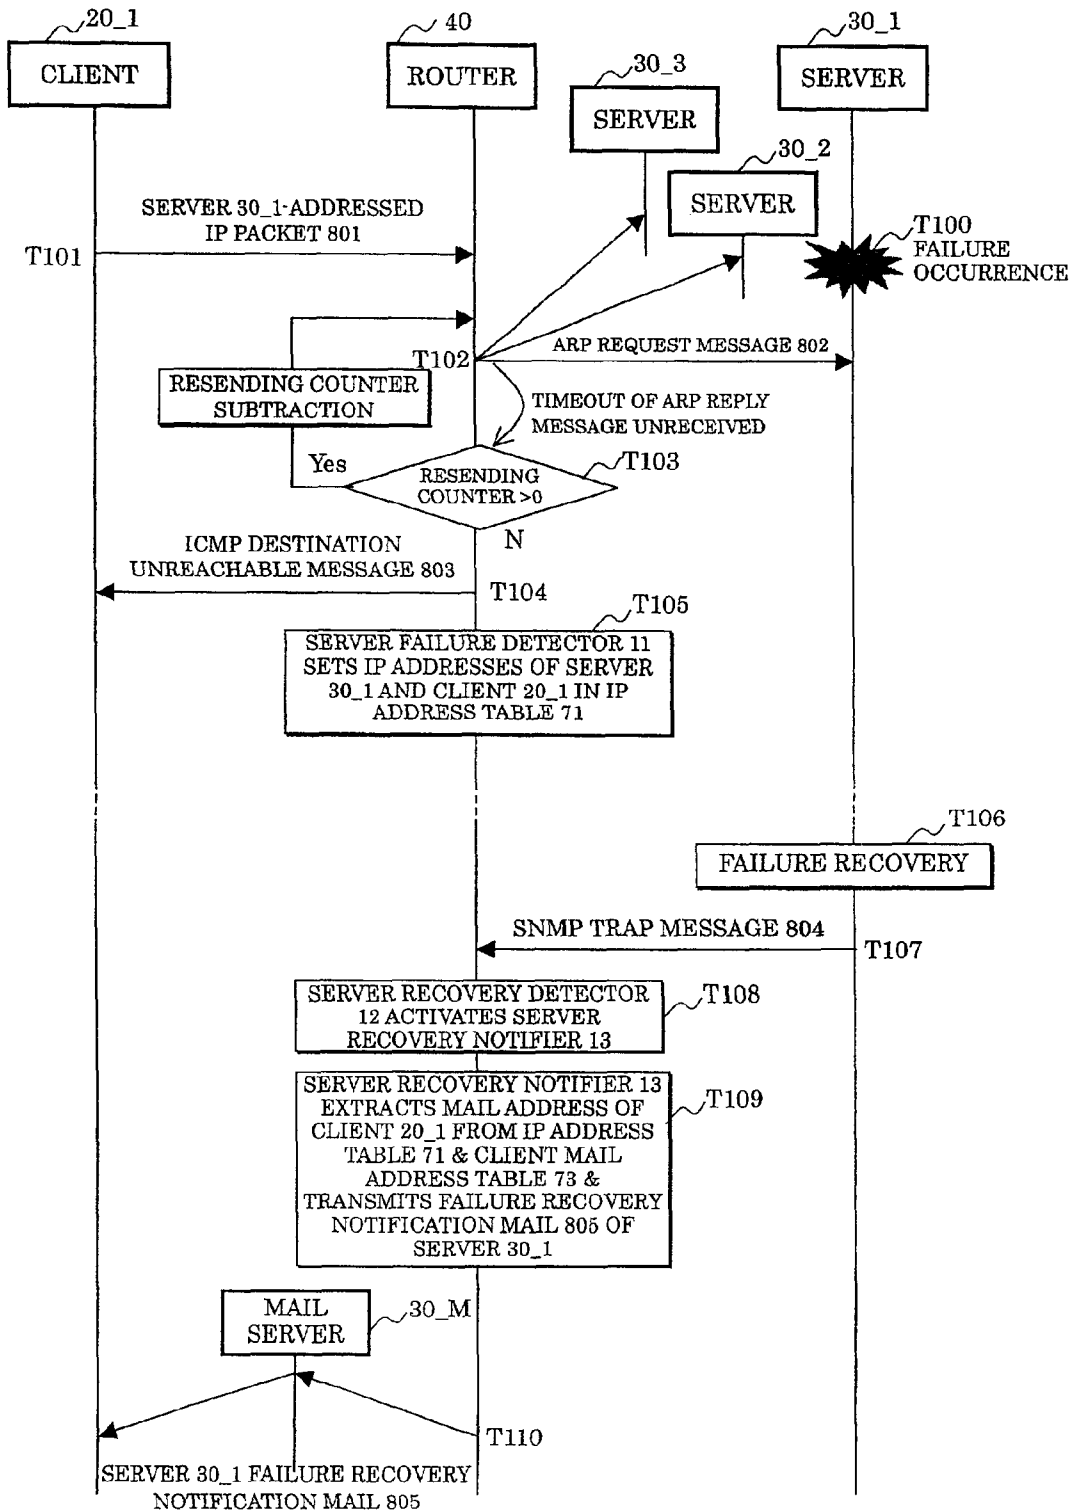 20_1
40
30_1
CLIENT
ROUTER
30_3
SERVER
SERVER
30_2
SERVER
SERVER 30_1-ADDRESSED
IP PACKET 801
T101
T100
FAILURE
OCCURRENCE
T102
ARP REQUEST MESSAGE 802
RESENDING COUNTER
SUBTRACTION
TIMEOUT OF ARP REPLY
MESSAGE UNRECEIVED
Yes
T103
RESENDING
COUNTER >0
N
ICMP DESTINATION
UNREACHABLE MESSAGE 803
T104
T105
SERVER FAILURE DETECTOR 11
SETS IP ADDRESSES OF SERVER
30_1 AND CLIENT 20_1 IN IP
ADDRESS TABLE 71
T106
FAILURE RECOVERY
SNMP TRAP MESSAGE 804
T107
SERVER RECOVERY DETECTOR
12 ACTIVATES SERVER
RECOVERY NOTIFIER 13
T108
SERVER RECOVERY NOTIFIER 13
EXTRACTS MAIL ADDRESS OF
CLIENT 20_1 FROM IP ADDRESS
TABLE 71 & CLIENT MAIL
ADDRESS TABLE 73 &
TRANSMITS FAILURE RECOVERY
NOTIFICATION MAIL 805 OF
SERVER 30_1
T109
MAIL
SERVER
30_M
T110
SERVER 30_1 FAILURE RECOVERY
NOTIFICATION MAIL 805